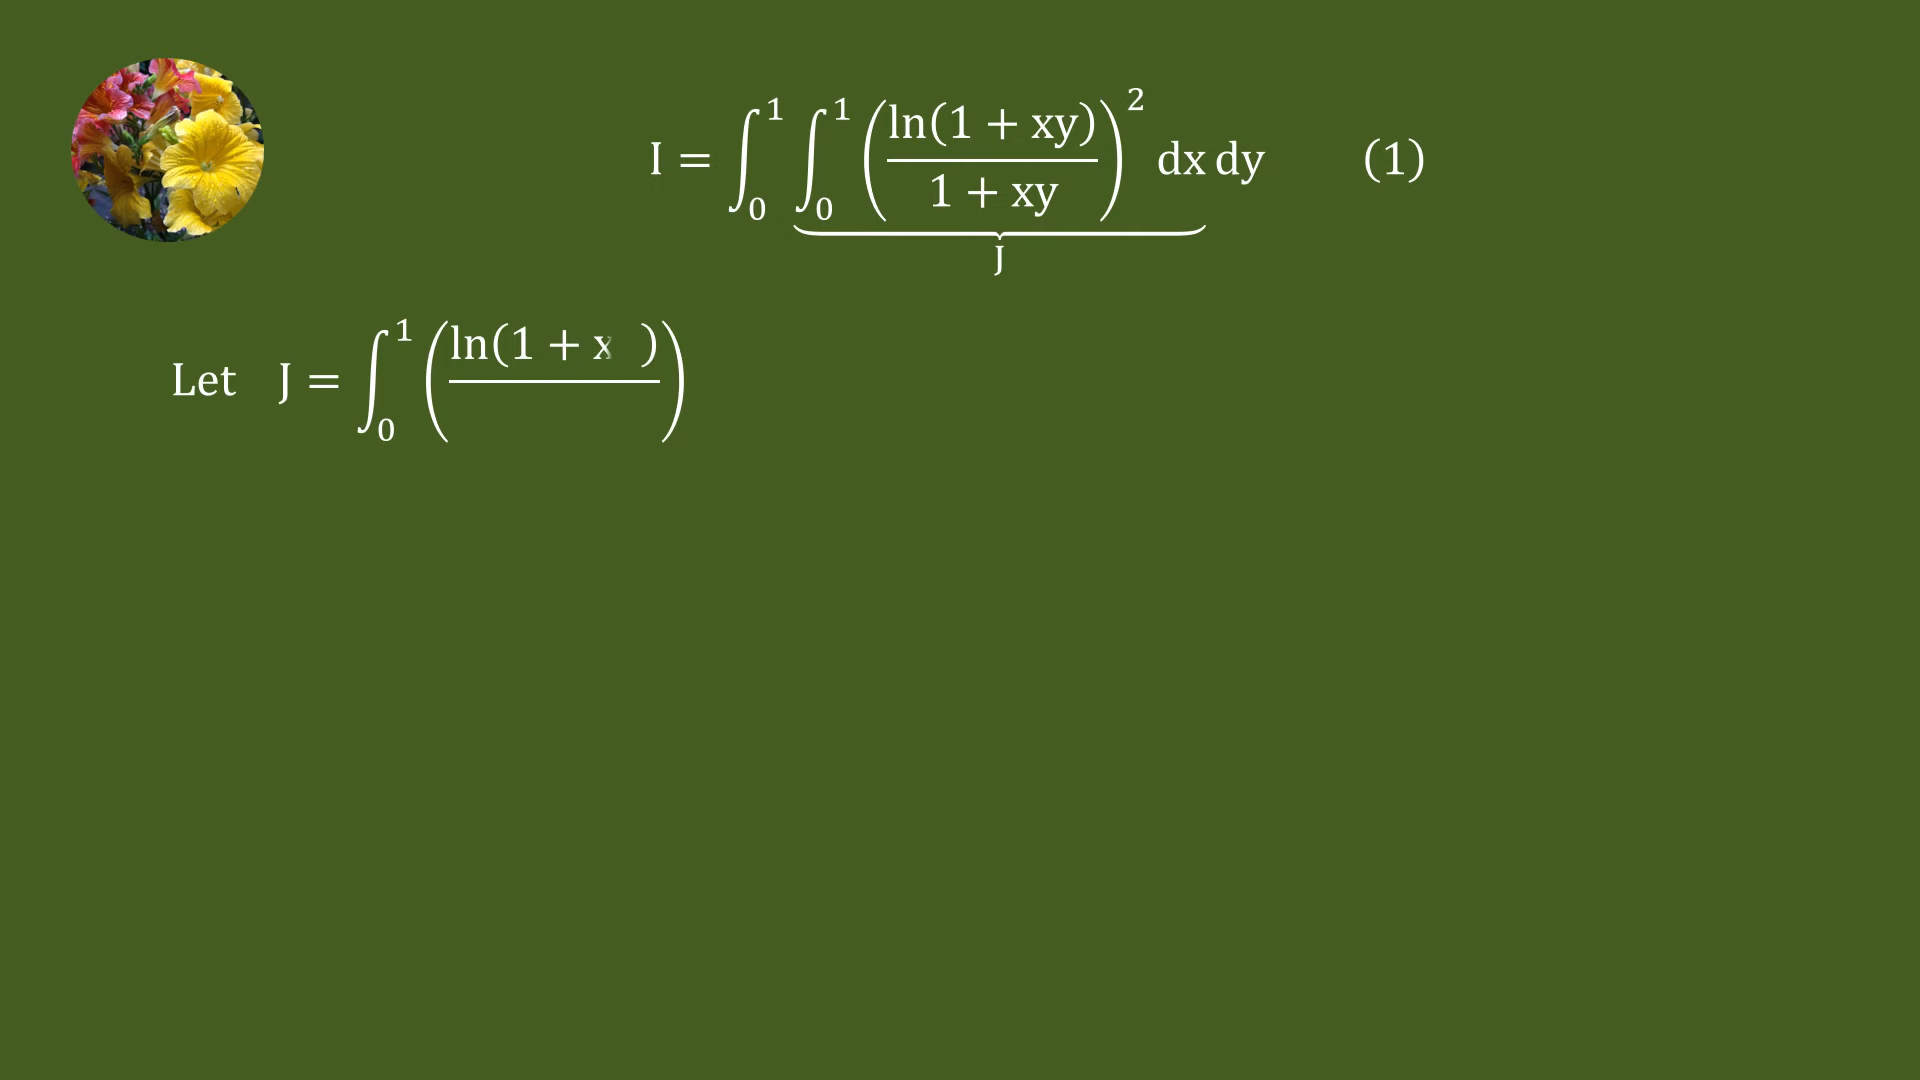 I = ∫₀¹ ∫₀¹ (ln(1 + xy) / 1 + xy)² dx dy (1)
J
Let J = ∫₀¹ (ln(1 + x ) / )